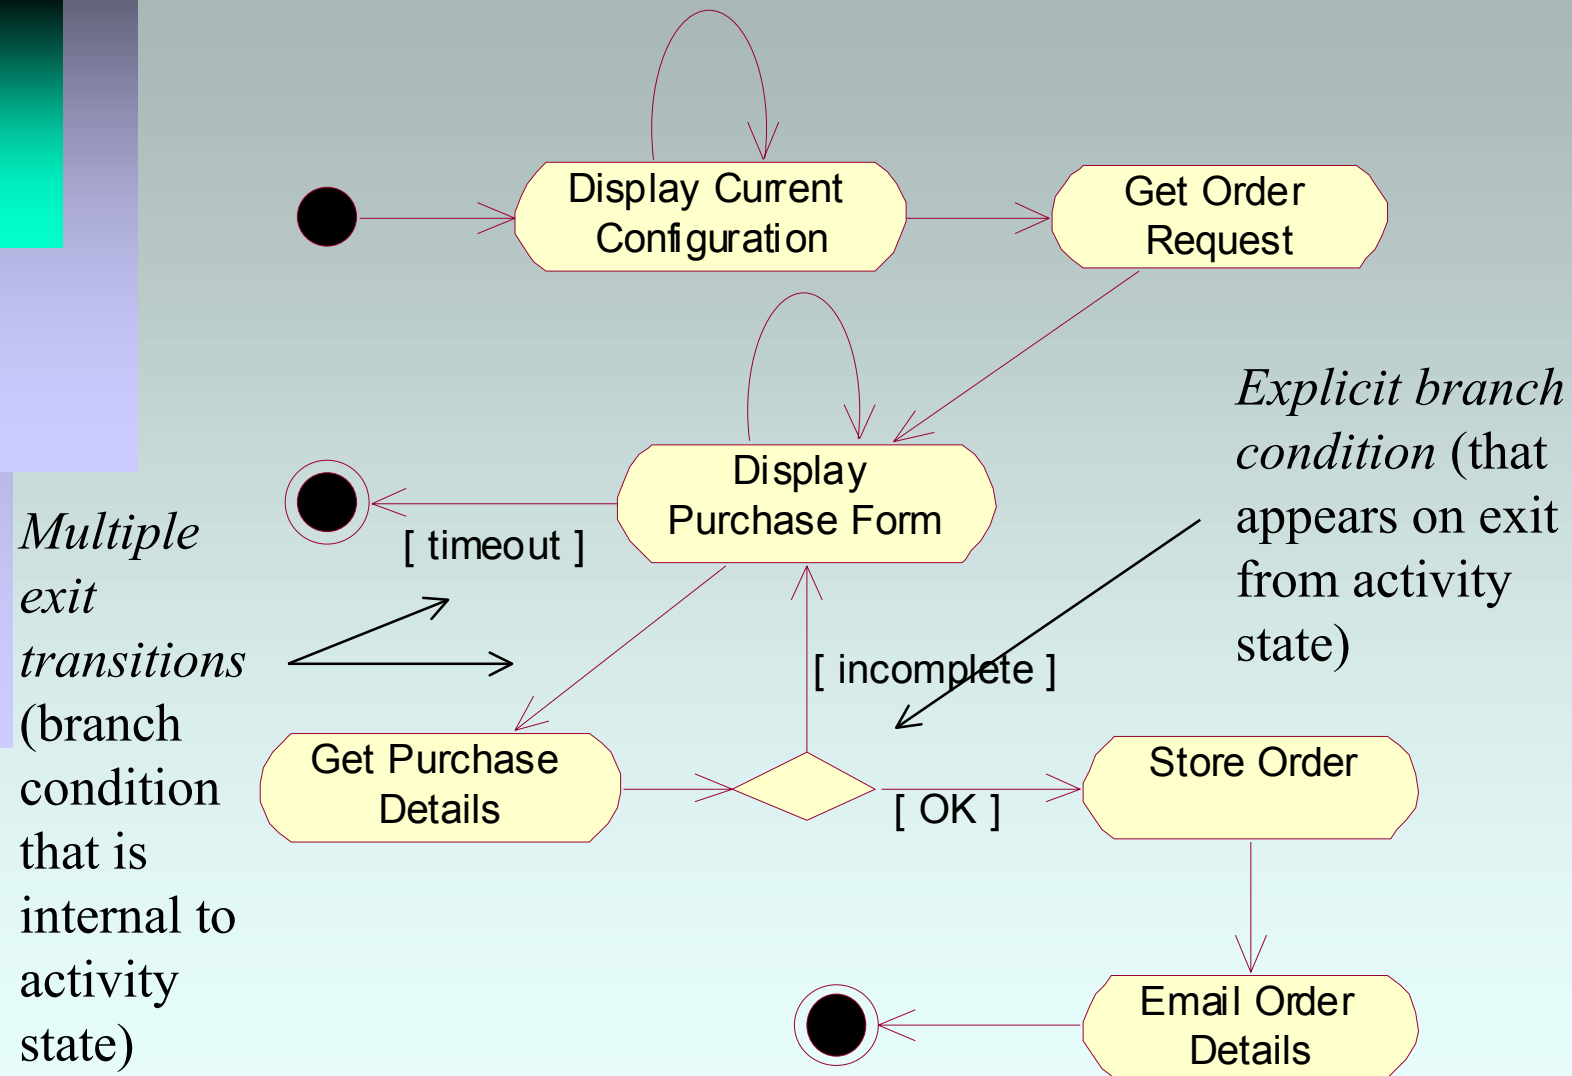 Display Current
Configuration
Get Order
Request
Display
Purchase Form
[ timeout ]
[ incomplete ]
Get Purchase
Details
[ OK ]
Store Order
Email Order
Details
Multiple
exit
transitions
(branch
condition
that is
internal to
activity
state)
Explicit branch
condition (that
appears on exit
from activity
state)